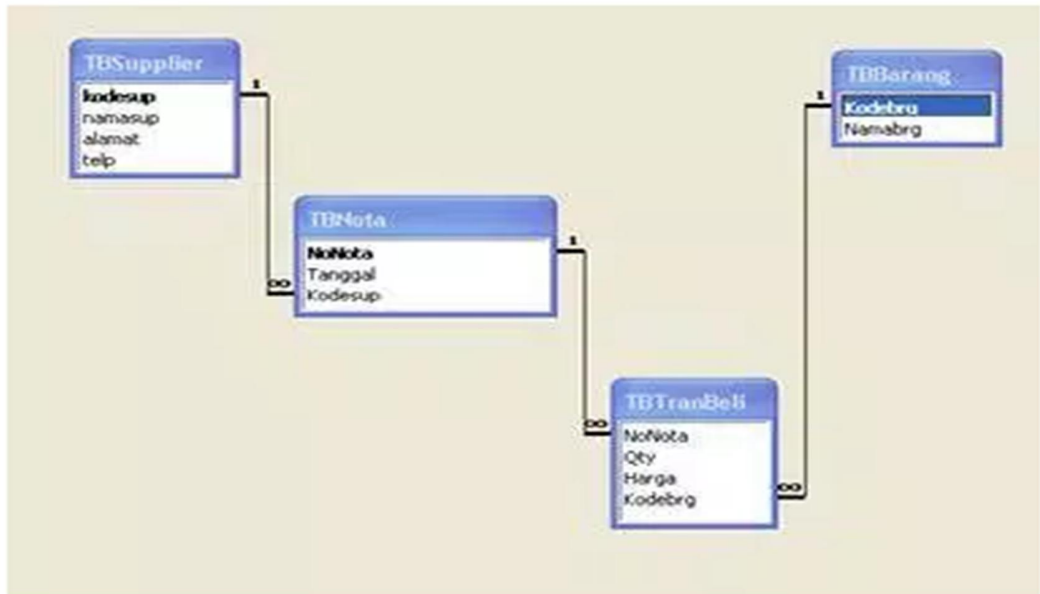 TBSupplier
kodesup
namasup
alamat
telp
1
∞
TBNota
NoNota
Tanggal
Kodesup
1
∞
TBTranBeli
NoNota
Qty
Harga
Kodebrg
∞
1
TBBarang
Kodebrg
Namabrg